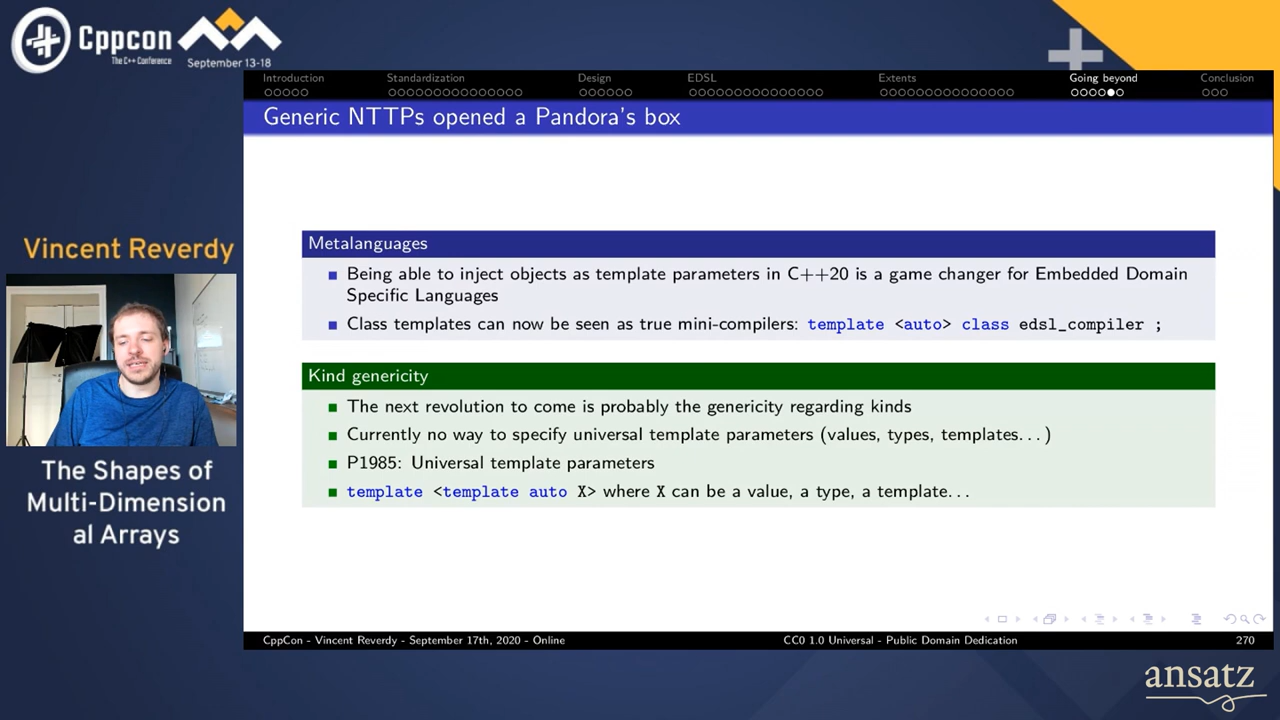 Cppcon
The C++ Conference
September 13-18
Introduction Standardization Design EDSL Extents Going beyond Conclusion
Generic NTTPs opened a Pandora's box
Metalanguages
Being able to inject objects as template parameters in C++20 is a game changer for Embedded Domain
Specific Languages
Class templates can now be seen as true mini-compilers: template <auto> class edsl_compiler ;
Kind genericity
The next revolution to come is probably the genericity regarding kinds
Currently no way to specify universal template parameters (values, types, templates...)
P1985: Universal template parameters
template <template auto X> where X can be a value, a type, a template...
Vincent Reverdy
The Shapes of
Multi-Dimension
al Arrays
CppCon - Vincent Reverdy - September 17th, 2020 - Online CC0 1.0 Universal - Public Domain Dedication 270
ansatz